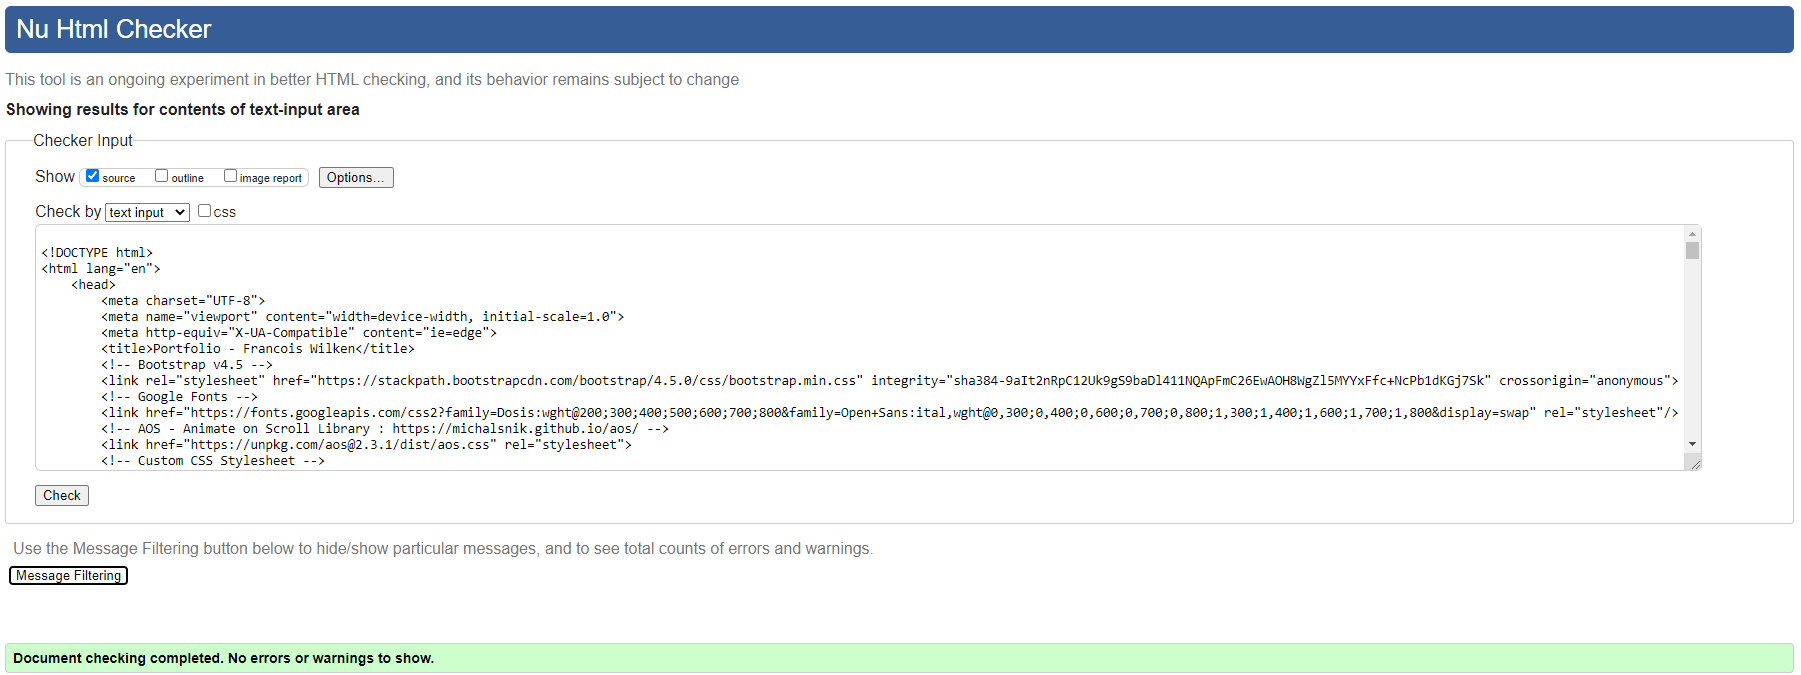 Nu Html Checker
This tool is an ongoing experiment in better HTML checking, and its behavior remains subject to change
Showing results for contents of text-input area
Checker Input
Show source outline image report Options...
Check by text input css
<!DOCTYPE html>
<html lang="en">
<head>
<meta charset="UTF-8">
<meta name="viewport" content="width=device-width, initial-scale=1.0">
<meta http-equiv="X-UA-Compatible" content="ie=edge">
<title>Portfolio - Francois Wilken</title>
<!-- Bootstrap v4.5 -->
<link rel="stylesheet" href="https://stackpath.bootstrapcdn.com/bootstrap/4.5.0/css/bootstrap.min.css" integrity="sha384-9aIt2nRpC12Uk9gS9baDl411NQApFmC26EwAOH8WgZl5MYYxFfc+NcPb1dKGj7Sk" crossorigin="anonymous">
<!-- Google Fonts -->
<link href="https://fonts.googleapis.com/css2?family=Dosis:wght@200;300;400;500;600;700;800&family=Open+Sans:ital,wght@0,300;0,400;0,600;0,700;0,800;1,300;1,400;1,600;1,700;1,800&display=swap" rel="stylesheet"/>
<!-- AOS - Animate on Scroll Library : https://michalsnik.github.io/aos/ -->
<link href="https://unpkg.com/aos@2.3.1/dist/aos.css" rel="stylesheet">
<!-- Custom CSS Stylesheet -->
Check
Use the Message Filtering button below to hide/show particular messages, and to see total counts of errors and warnings.
Message Filtering
Document checking completed. No errors or warnings to show.